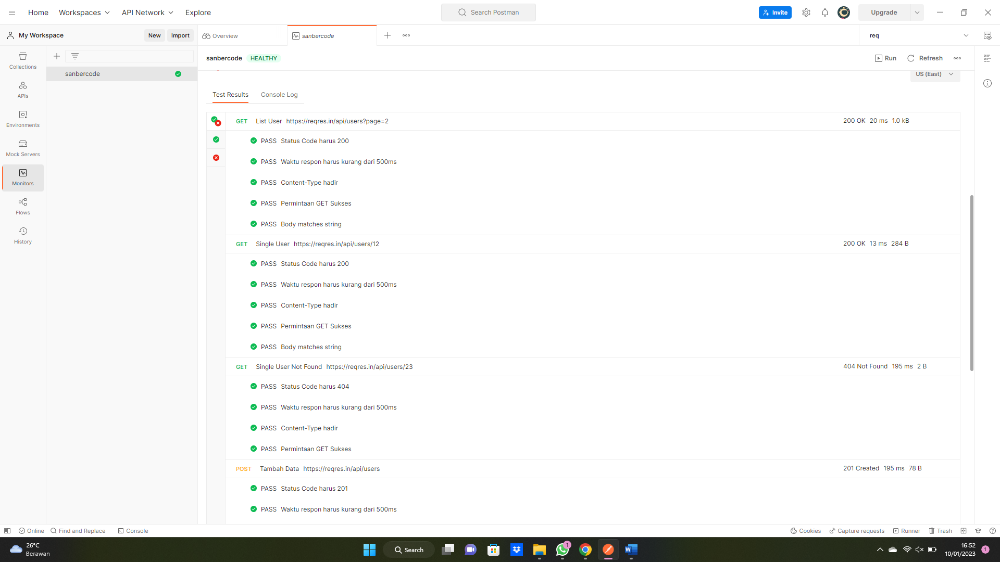 Home Workspaces API Network Explore Search Postman Invite Upgrade
My Workspace New Import Overview sanbercode req
sanbercode HEALTHY Run Refresh
Collections
sanbercode
US (East)
APIs
Test Results Console Log
Environments
GET List User https://reqres.in/api/users?page=2 200 OK 20 ms 1.0 kB
PASS Status Code harus 200
Mock Servers
PASS Waktu respon harus kurang dari 500ms
Monitors
PASS Content-Type hadir
PASS Permintaan GET Sukses
Flows
PASS Body matches string
History
GET Single User https://reqres.in/api/users/12 200 OK 13 ms 284 B
PASS Status Code harus 200
PASS Waktu respon harus kurang dari 500ms
PASS Content-Type hadir
PASS Permintaan GET Sukses
PASS Body matches string
GET Single User Not Found https://reqres.in/api/users/23 404 Not Found 195 ms 2 B
PASS Status Code harus 404
PASS Waktu respon harus kurang dari 500ms
PASS Content-Type hadir
PASS Permintaan GET Sukses
POST Tambah Data https://reqres.in/api/users 201 Created 195 ms 78 B
PASS Status Code harus 201
PASS Waktu respon harus kurang dari 500ms
Online Find and Replace Console Cookies Capture requests Runner Trash
26°C
Berawan
Search
1
16:52
10/01/2023
1